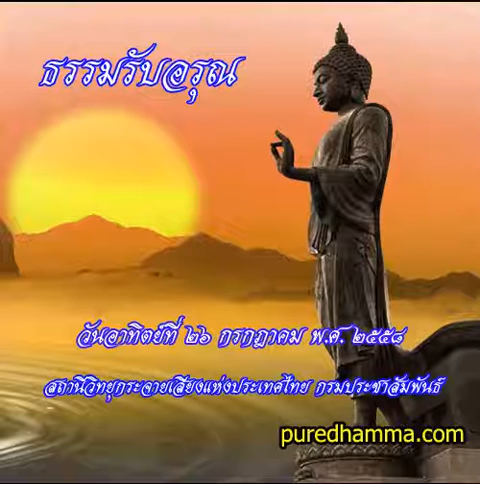 ธรรมรับอรุณ
วันอาทิตย์ที่ ๒๖ กรกฎาคม พ.ศ. ๒๕๕๘
สถานีวิทยุกระจายเสียงแห่งประเทศไทย กรมประชาสัมพันธ์
puredhamma.com